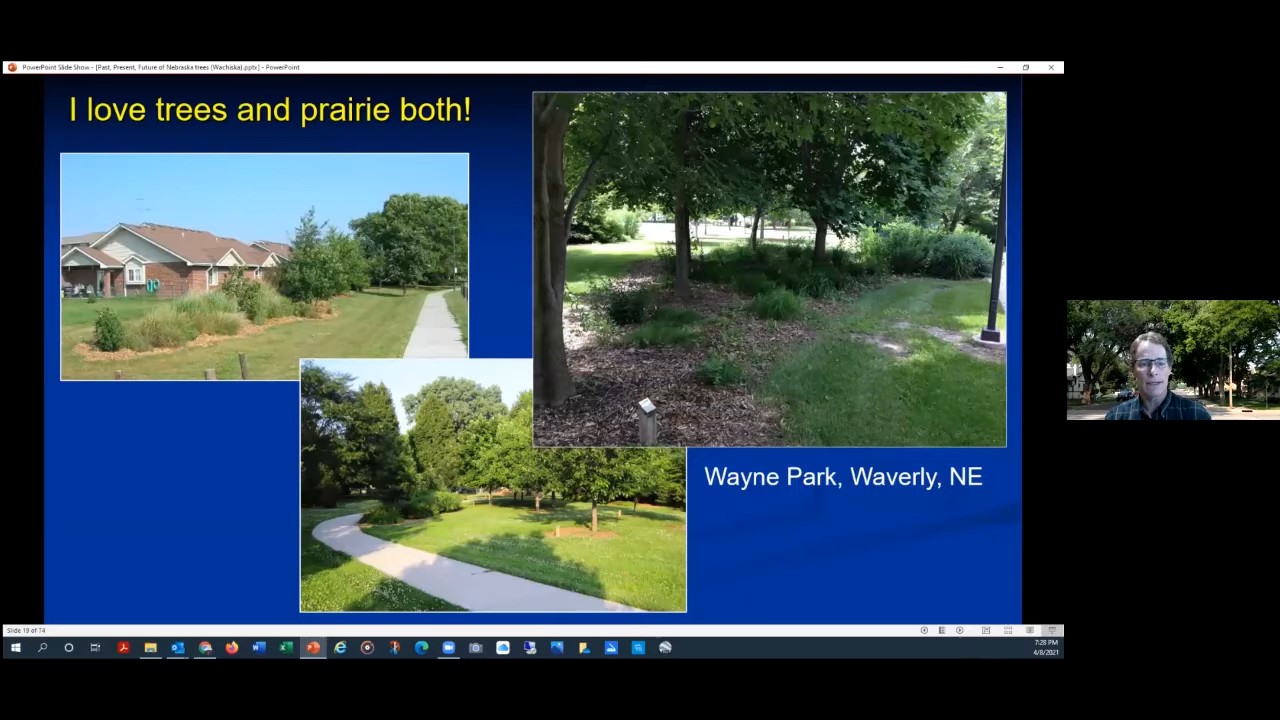 PowerPoint Slide Show - [Past, Present, Future of Nebraska trees (Wachiska).pptx] - PowerPoint
I love trees and prairie both!
Wayne Park, Waverly, NE
Slide 19 of 74
7:28 PM
4/8/2021